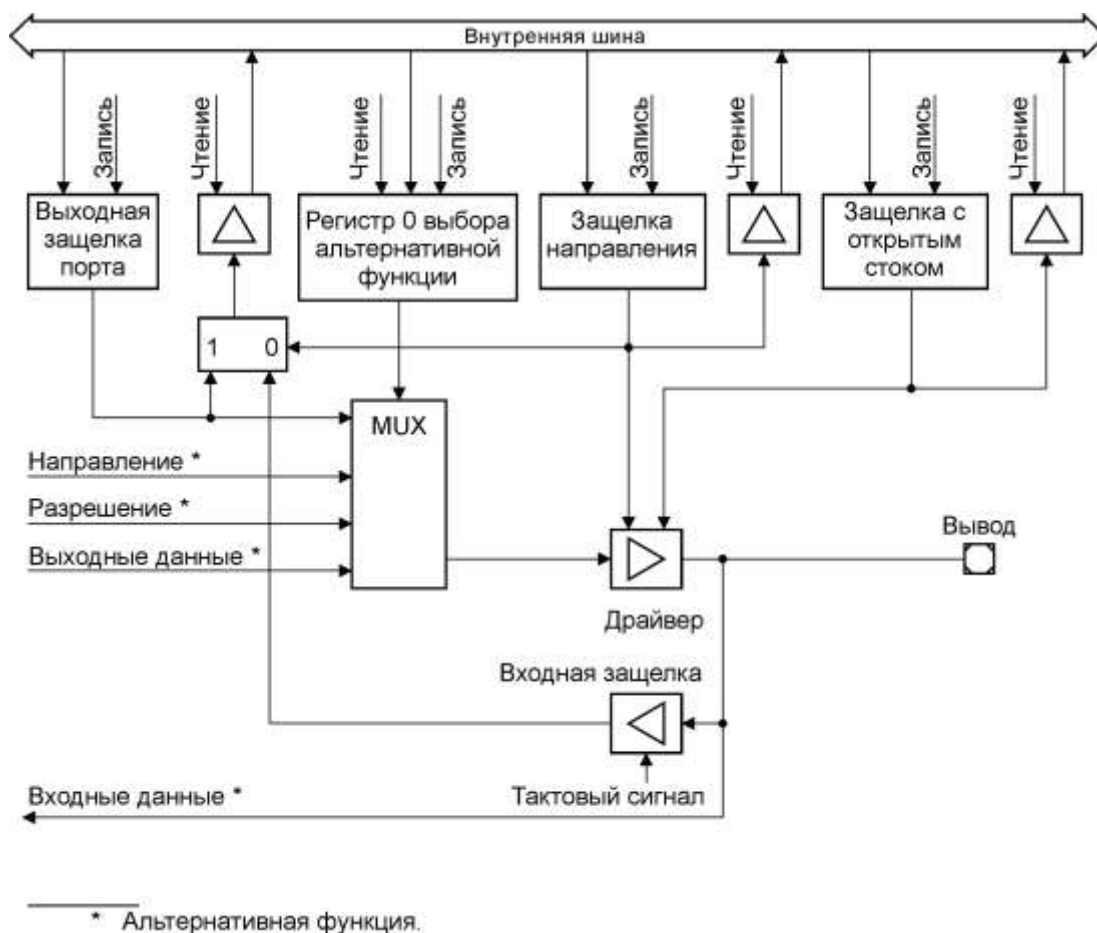 Внутренняя шина
Запись
Чтение
Чтение
Запись
Запись
Чтение
Запись
Чтение
Выходная
защелка
порта
Регистр 0 выбора
альтернативной
функции
Защелка
направления
Защелка с
открытым
стоком
1 0
MUX
Направление *
Разрешение *
Выходные данные *
Вывод
Драйвер
Входная защелка
Тактовый сигнал
Входные данные *
* Альтернативная функция.